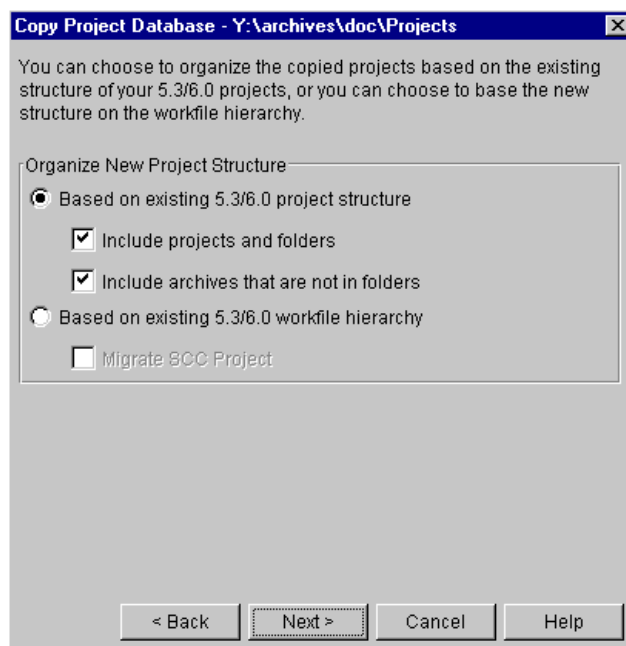 Copy Project Database - Y:\archives\doc\Projects
You can choose to organize the copied projects based on the existing
structure of your 5.3/6.0 projects, or you can choose to base the new
structure on the workfile hierarchy.
Organize New Project Structure
Based on existing 5.3/6.0 project structure
Include projects and folders
Include archives that are not in folders
Based on existing 5.3/6.0 workfile hierarchy
Migrate SCC Project
< Back Next > Cancel Help